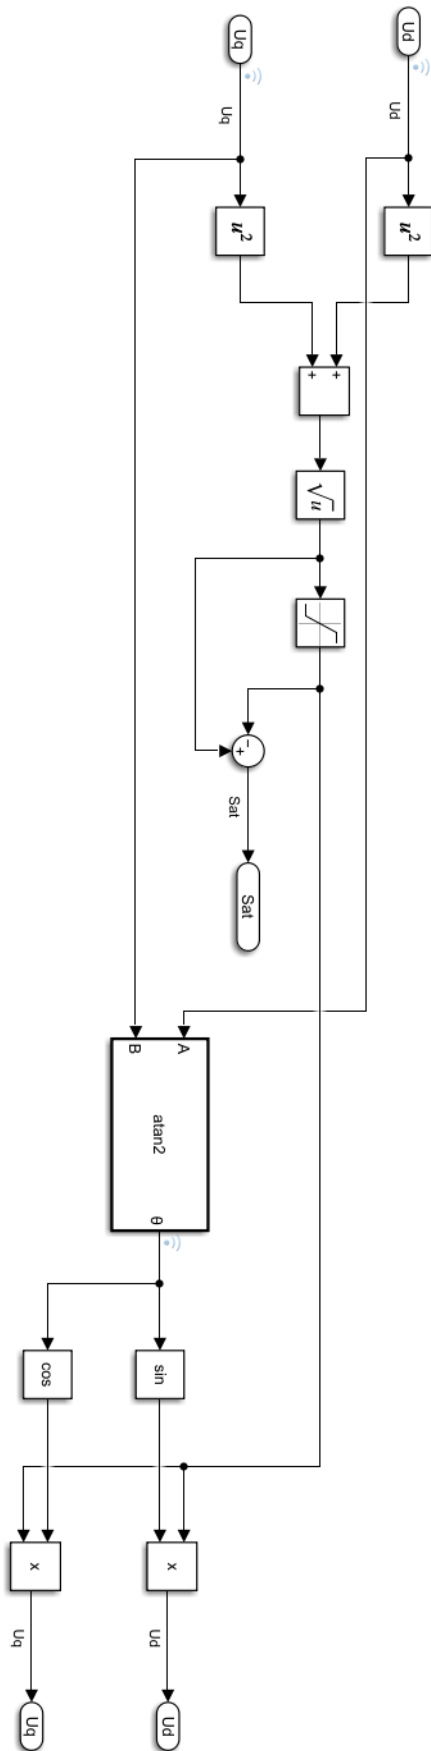 Ud
Ud
u²
Uq
Uq
u²
+
+
√u
−
+
Sat
Sat
A
B
atan2
θ
sin
cos
x
x
Ud
Ud
Uq
Uq